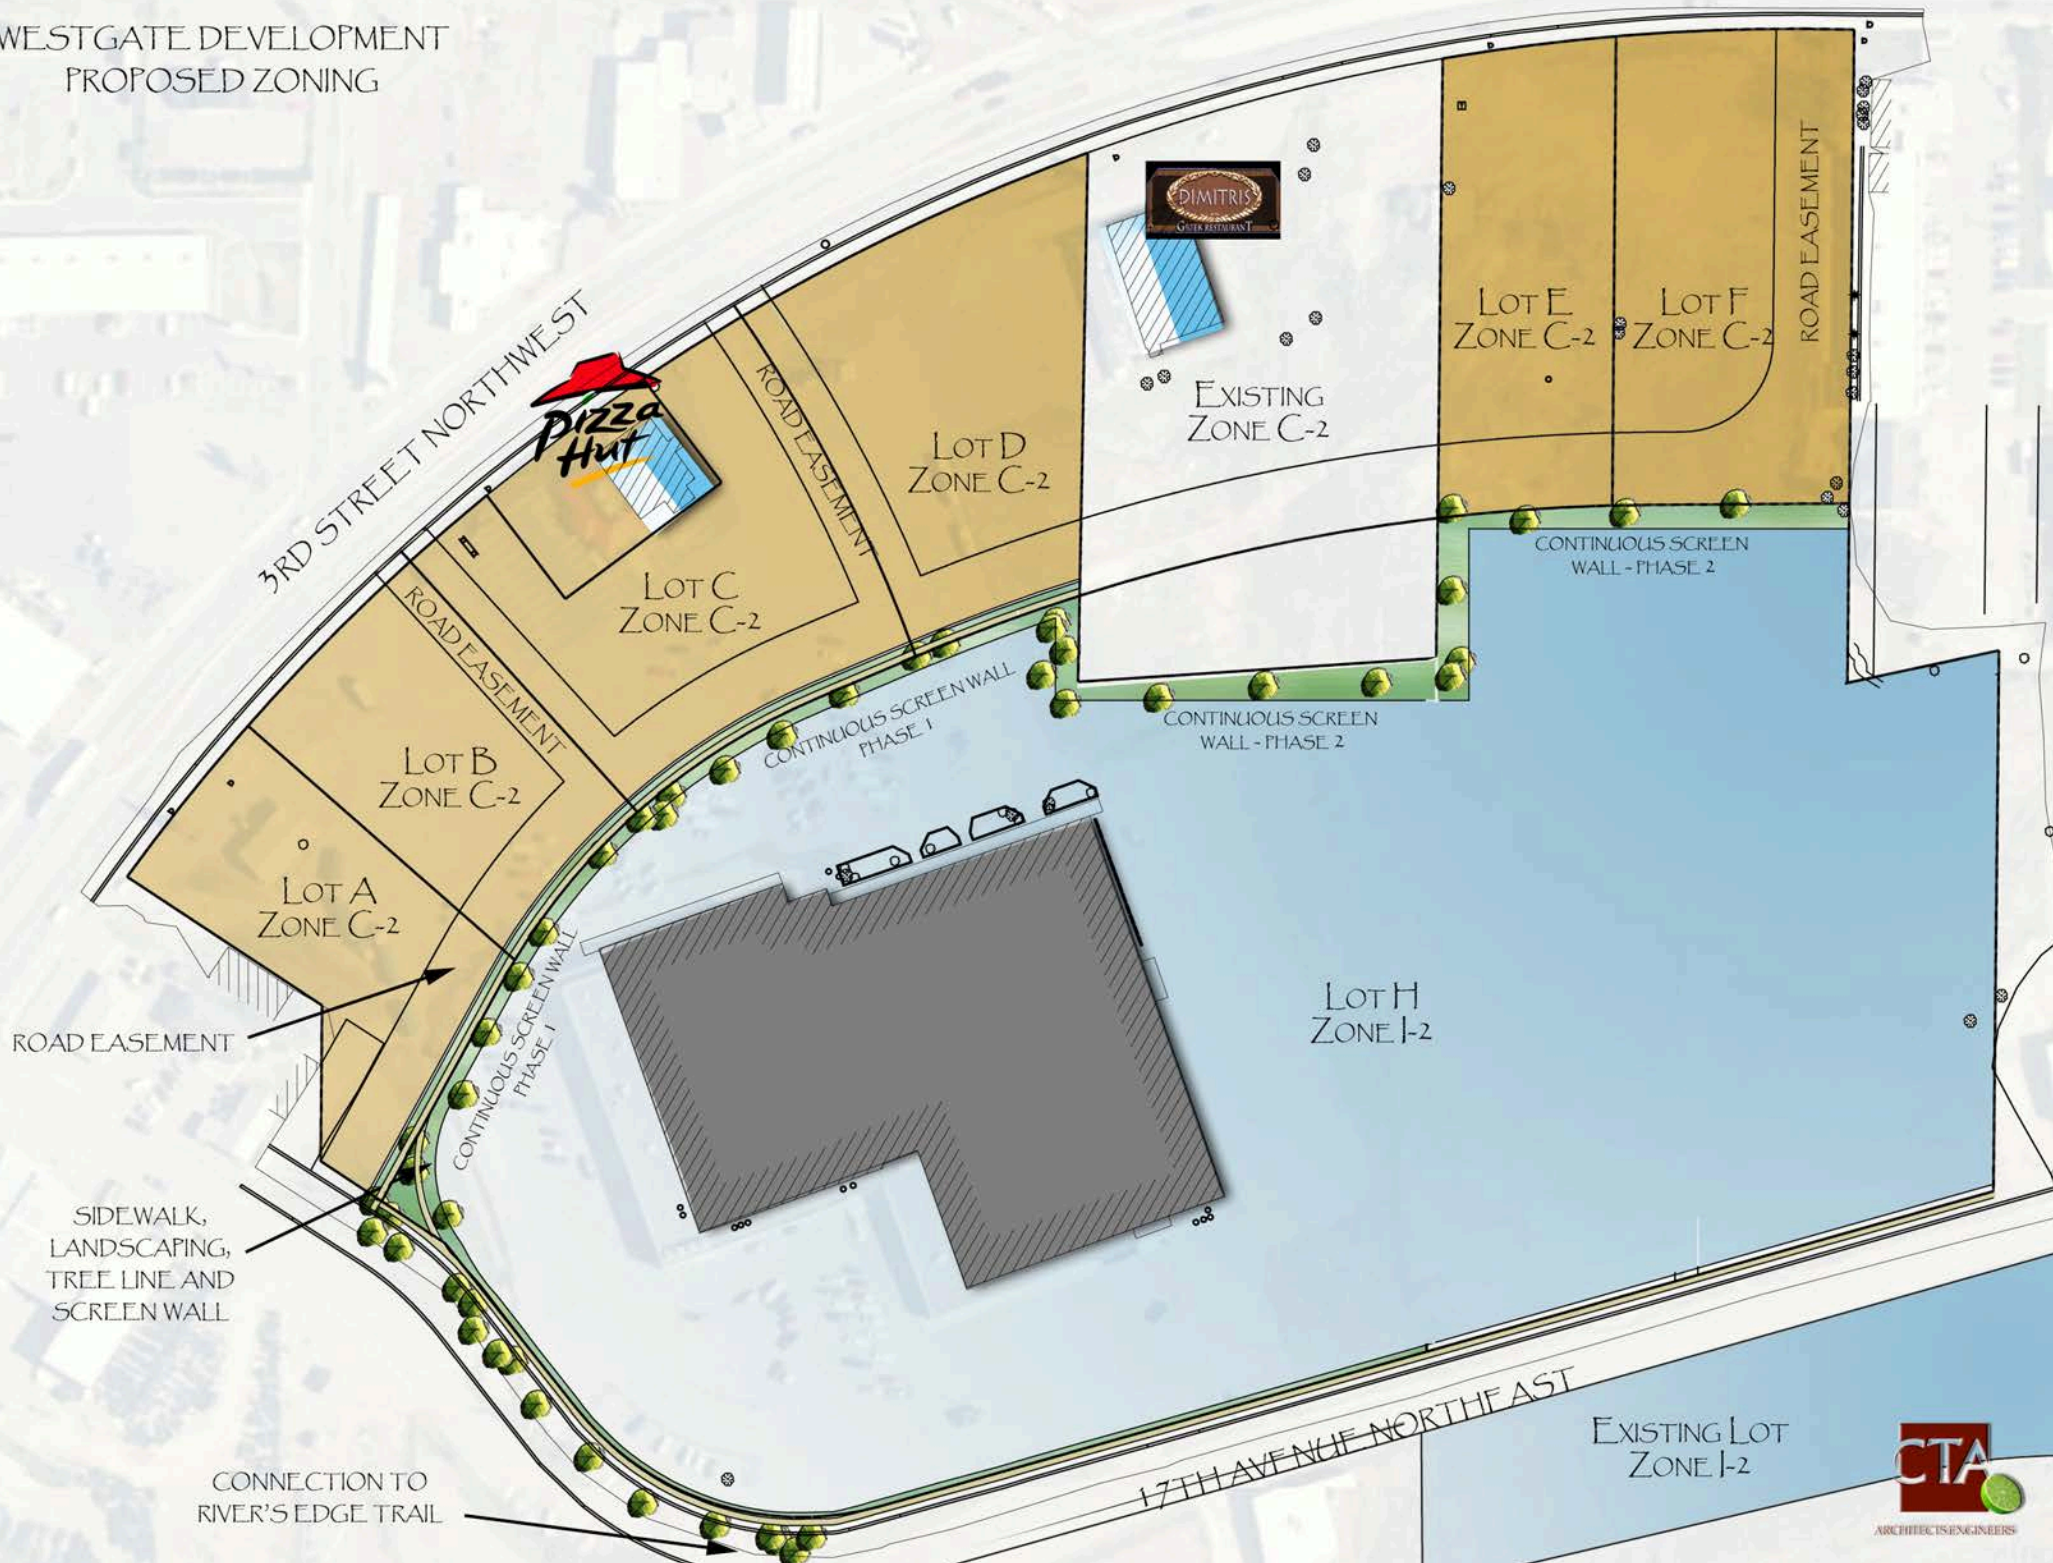 WESTGATE DEVELOPMENT
PROPOSED ZONING
3RD STREET NORTHWEST
Pizza
Hut
DIMITRIS
GREEK RESTAURANT
EXISTING
ZONE C-2
LOT E
ZONE C-2
LOT F
ZONE C-2
ROAD EASEMENT
ROAD EASEMENT
LOT D
ZONE C-2
LOT C
ZONE C-2
ROAD EASEMENT
LOT B
ZONE C-2
LOT A
ZONE C-2
CONTINUOUS SCREEN
WALL - PHASE 2
CONTINUOUS SCREEN
WALL - PHASE 2
CONTINUOUS SCREEN WALL
PHASE 1
CONTINUOUS SCREEN WALL
PHASE 1
LOT H
ZONE I-2
ROAD EASEMENT
SIDEWALK,
LANDSCAPING,
TREE LINE AND
SCREEN WALL
CONNECTION TO
RIVER'S EDGE TRAIL
17TH AVENUE NORTHEAST
EXISTING LOT
ZONE I-2
CTA
ARCHITECTS ENGINEERS